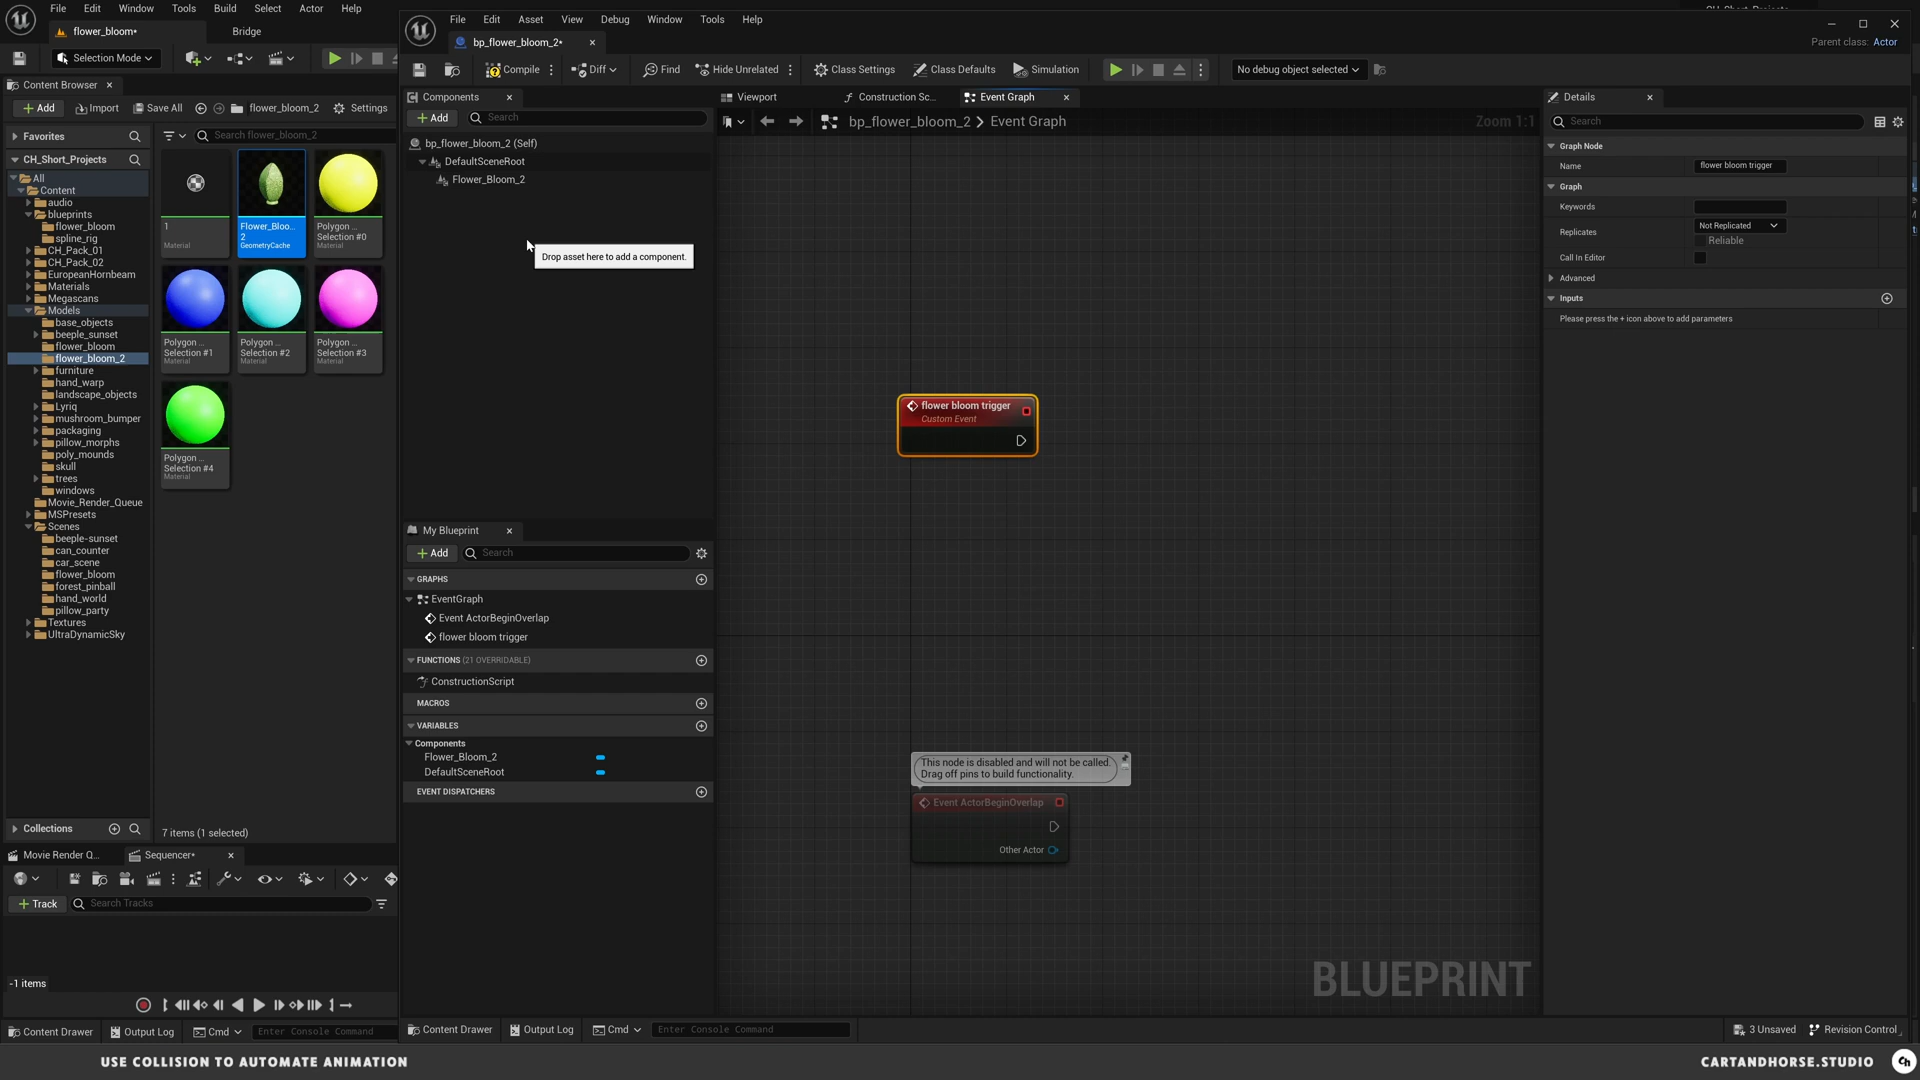 File Edit Window Tools Build Select Actor Help
flower_bloom*
Bridge
Selection Mode
Content Browser
Add
Import
Save All
flower_bloom_2
Settings
Favorites
Search flower_bloom_2
CH_Short_Projects
All
Content
audio
blueprints
flower_bloom
spline_rig
CH_Pack_01
CH_Pack_02
EuropeanHornbeam
Materials
Megascans
Models
base_objects
beeple_sunset
flower_bloom
flower_bloom_2
furniture
hand_warp
landscape_objects
Lyriq
mushroom_bumper
packaging
pillow_morphs
poly_mounds
skull
trees
windows
Movie_Render_Queue
MSPresets
Scenes
beeple-sunset
can_counter
car_scene
flower_bloom
forest_pinball
hand_world
pillow_party
Textures
UltraDynamicSky
1
Material
Flower_Bloo...
2
GeometryCache
Polygon ...
Selection #0
Material
Polygon ...
Selection #1
Material
Polygon ...
Selection #2
Material
Polygon ...
Selection #3
Material
Polygon ...
Selection #4
Material
Collections
7 items (1 selected)
Movie Render Q...
Sequencer*
Track
Search Tracks
-1 items
Content Drawer
Output Log
Cmd
Enter Console Command
File Edit Asset View Debug Window Tools Help
bp_flower_bloom_2*
Parent class: Actor
Compile
Diff
Find
Hide Unrelated
Class Settings
Class Defaults
Simulation
No debug object selected
Components
Add
Search
bp_flower_bloom_2 (Self)
DefaultSceneRoot
Flower_Bloom_2
Drop asset here to add a component.
My Blueprint
Add
Search
GRAPHS
EventGraph
Event ActorBeginOverlap
flower bloom trigger
FUNCTIONS (21 OVERRIDABLE)
ConstructionScript
MACROS
VARIABLES
Components
Flower_Bloom_2
DefaultSceneRoot
EVENT DISPATCHERS
Viewport
Construction Sc...
Event Graph
bp_flower_bloom_2 > Event Graph
Zoom 1:1
flower bloom trigger
Custom Event
This node is disabled and will not be called.
Drag off pins to build functionality.
Event ActorBeginOverlap
Other Actor
BLUEPRINT
Details
Search
Graph Node
Name
flower bloom trigger
Graph
Keywords
Replicates
Not Replicated
Reliable
Call In Editor
Advanced
Inputs
Please press the + icon above to add parameters
Content Drawer
Output Log
Cmd
Enter Console Command
3 Unsaved
Revision Control
USE COLLISION TO AUTOMATE ANIMATION
CARTANDHORSE.STUDIO